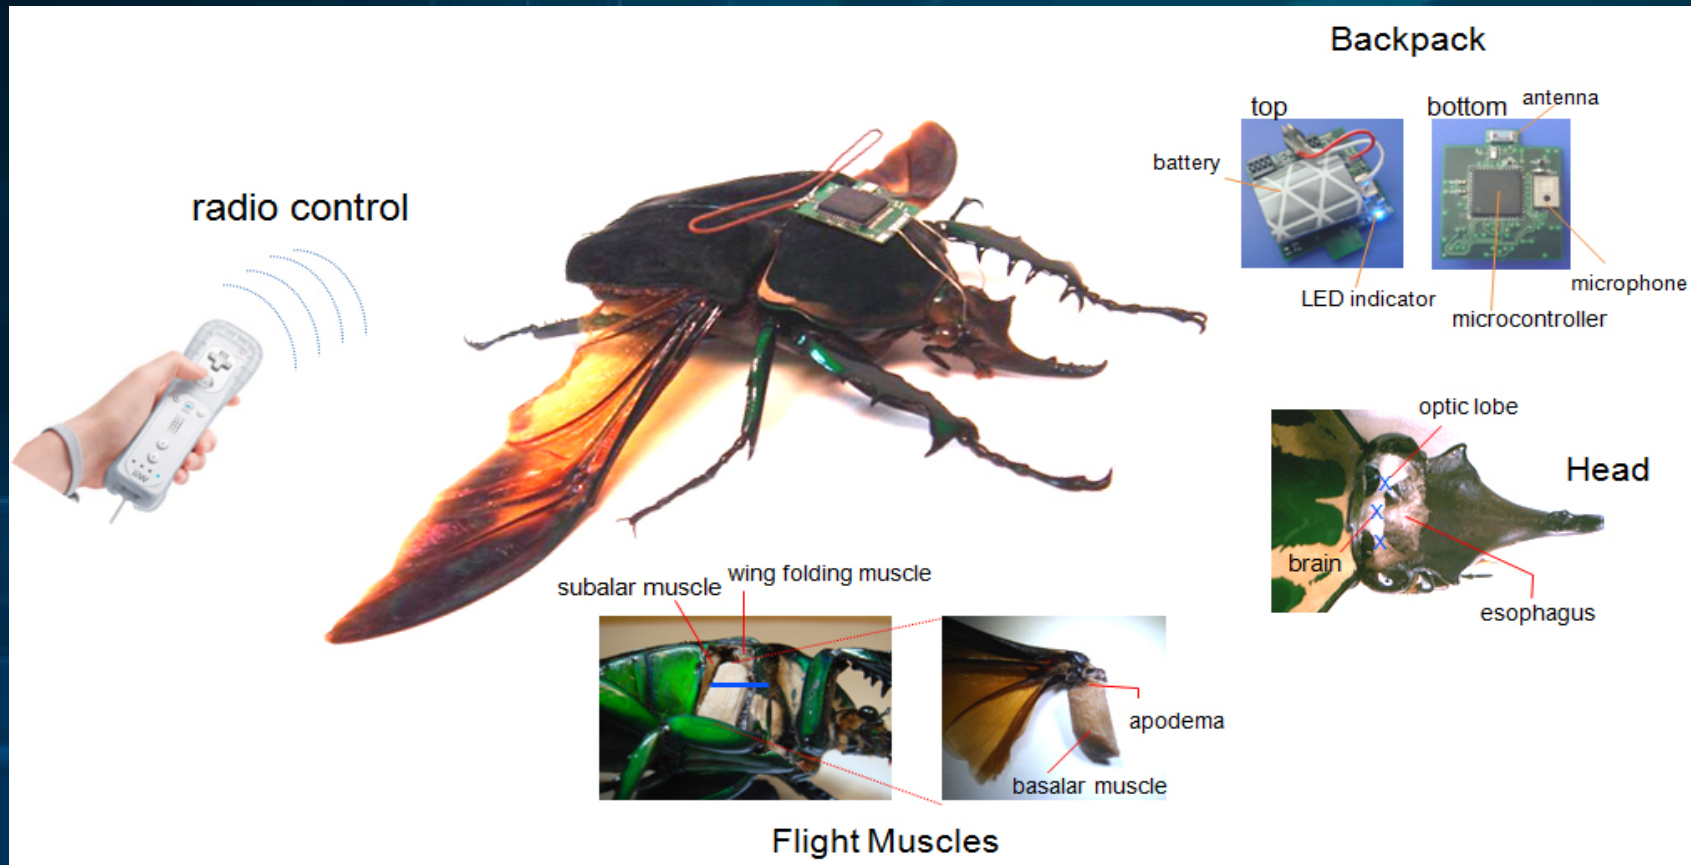 Backpack
top
bottom
antenna
battery
radio control
LED indicator
microphone
microcontroller
optic lobe
Head
brain
esophagus
subalar muscle
wing folding muscle
apodema
basalar muscle
Flight Muscles
Wii
X
X
X